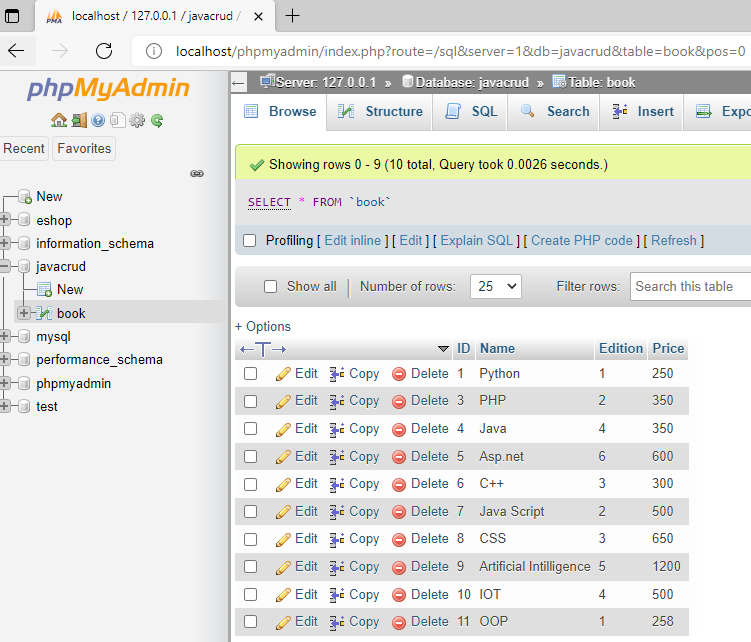 localhost / 127.0.0.1 / javacrud /
localhost/phpmyadmin/index.php?route=/sql&server=1&db=javacrud&table=book&pos=0
phpMyAdmin
Recent Favorites
New
eshop
information_schema
javacrud
New
book
mysql
performance_schema
phpmyadmin
test
Server: 127.0.0.1 » Database: javacrud » Table: book
Browse Structure SQL Search Insert Expo
Showing rows 0 - 9 (10 total, Query took 0.0026 seconds.)
SELECT * FROM `book`
Profiling [ Edit inline ] [ Edit ] [ Explain SQL ] [ Create PHP code ] [ Refresh ]
Show all Number of rows: 25 Filter rows: Search this table
+ Options
←T→ ID Name Edition Price
Edit Copy Delete 1 Python 1 250
Edit Copy Delete 3 PHP 2 350
Edit Copy Delete 4 Java 4 350
Edit Copy Delete 5 Asp.net 6 600
Edit Copy Delete 6 C++ 3 300
Edit Copy Delete 7 Java Script 2 500
Edit Copy Delete 8 CSS 3 650
Edit Copy Delete 9 Artificial Intilligence 5 1200
Edit Copy Delete 10 IOT 4 500
Edit Copy Delete 11 OOP 1 258